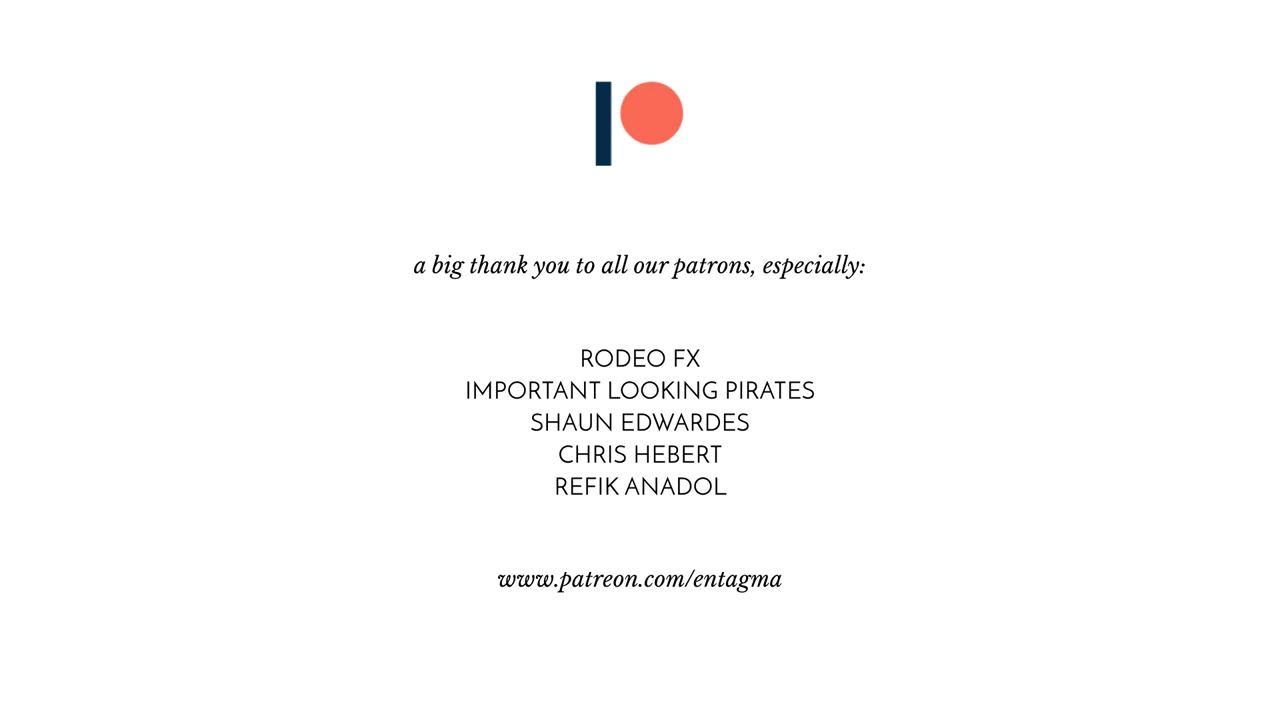 a big thank you to all our patrons, especially:
RODEO FX
IMPORTANT LOOKING PIRATES
SHAUN EDWARDES
CHRIS HEBERT
REFIK ANADOL
www.patreon.com/entagma